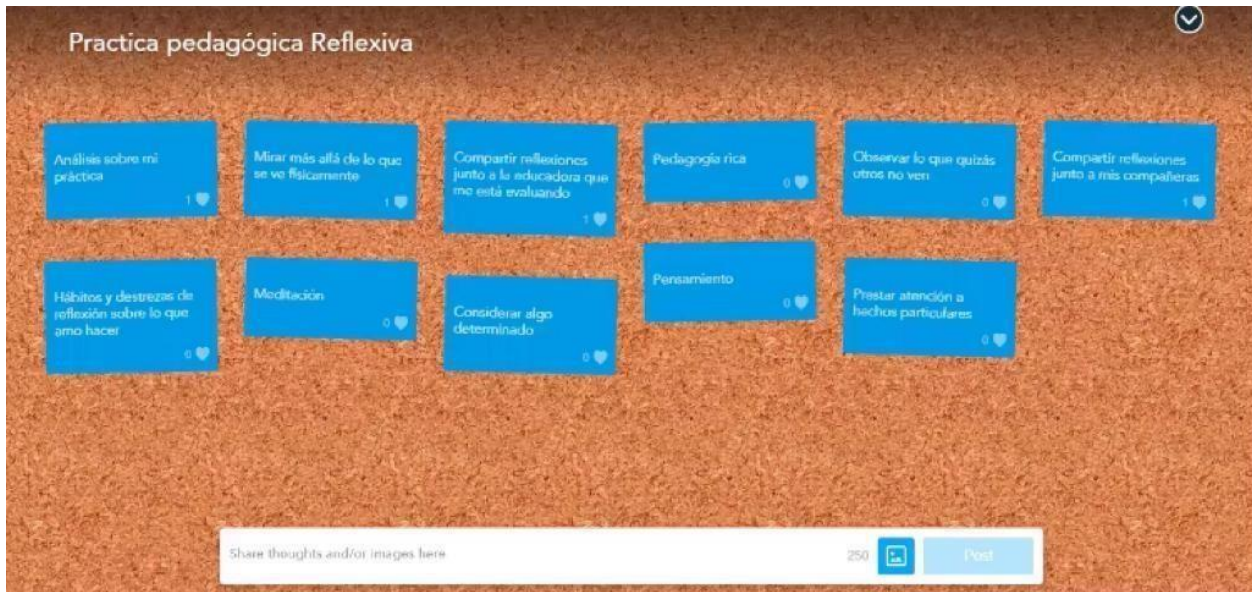 Practica pedagógica Reflexiva
Análisis sobre mi
práctica
1
Mirar más allá de lo que
se ve físicamente
1
Compartir reflexiones
junto a la educadora que
me está evaluando
1
Pedagogía rica
0
Observar lo que quizás
otros no ven
0
Compartir reflexiones
junto a mis compañeras
1
Hábitos y destrezas de
reflexión sobre lo que
amo hacer
0
Meditación
0
Considerar algo
determinado
0
Pensamiento
0
Prestar atención a
hechos particulares
0
Share thoughts and/or images here
250
Post